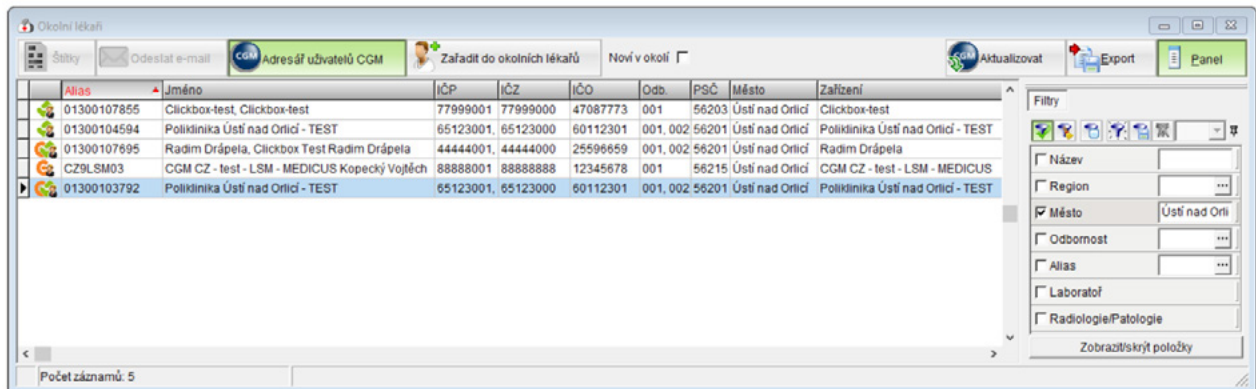 Okolní lékaři
Štítky Odeslat e-mail CGM Adresář uživatelů CGM Zařadit do okolních lékařů Noví v okolí CGM Aktualizovat Export Panel
Alias Jméno IČP IČZ IČO Odb. PSČ Město Zařízení
01300107855 Clickbox-test, Clickbox-test 77999001 77999000 47087773 001 56203 Ústí nad Orlicí Clickbox-test
01300104594 Poliklinika Ústí nad Orlicí - TEST 65123001, 65123000 60112301 001, 002 56201 Ústí nad Orlicí Poliklinika Ústí nad Orlicí - TEST
01300107695 Radim Drápela, Clickbox Test Radim Drápela 44444001, 44444000 25596659 001, 002 56201 Ústí nad Orlicí Radim Drápela
CZ9LSM03 CGM CZ - test - LSM - MEDICUS Kopecký Vojtěch 88888001 88888888 12345678 001 56215 Ústí nad Orlicí CGM CZ - test - LSM - MEDICUS
01300103792 Poliklinika Ústí nad Orlicí - TEST 65123001, 65123000 60112301 001, 002 56201 Ústí nad Orlicí Poliklinika Ústí nad Orlicí - TEST
Filtry
Název
Region ...
Město Ústí nad Orli
Odbornost ...
Alias ...
Laboratoř
Radiologie/Patologie
Zobrazit/skrýt položky
Počet záznamů: 5